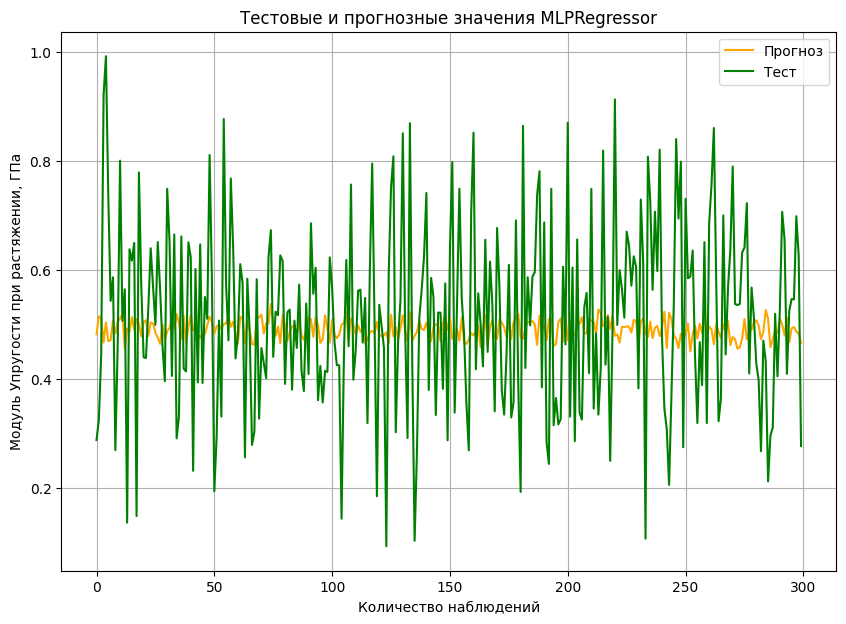 Тестовые и прогнозные значения MLPRegressor
Прогноз
Тест
Модуль Упругости при растяжении, ГПа
1.0
0.8
0.6
0.4
0.2
0
50
100
150
200
250
300
Количество наблюдений